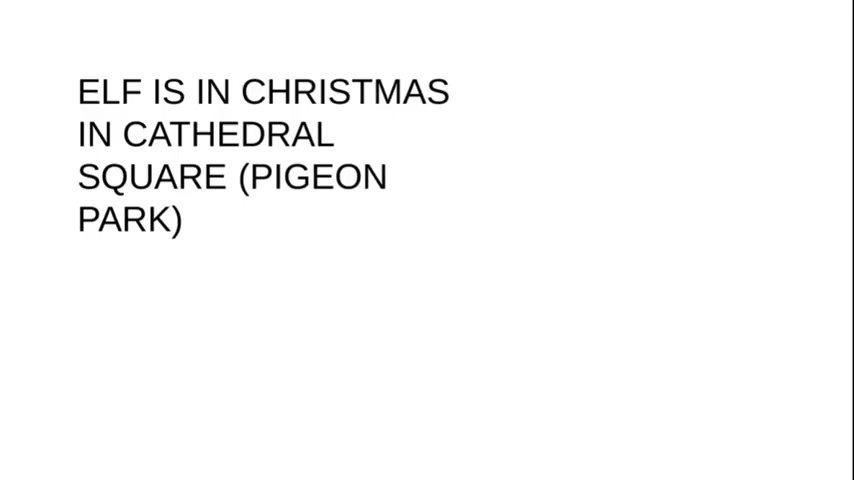 ELF IS IN CHRISTMAS
IN CATHEDRAL
SQUARE (PIGEON
PARK)